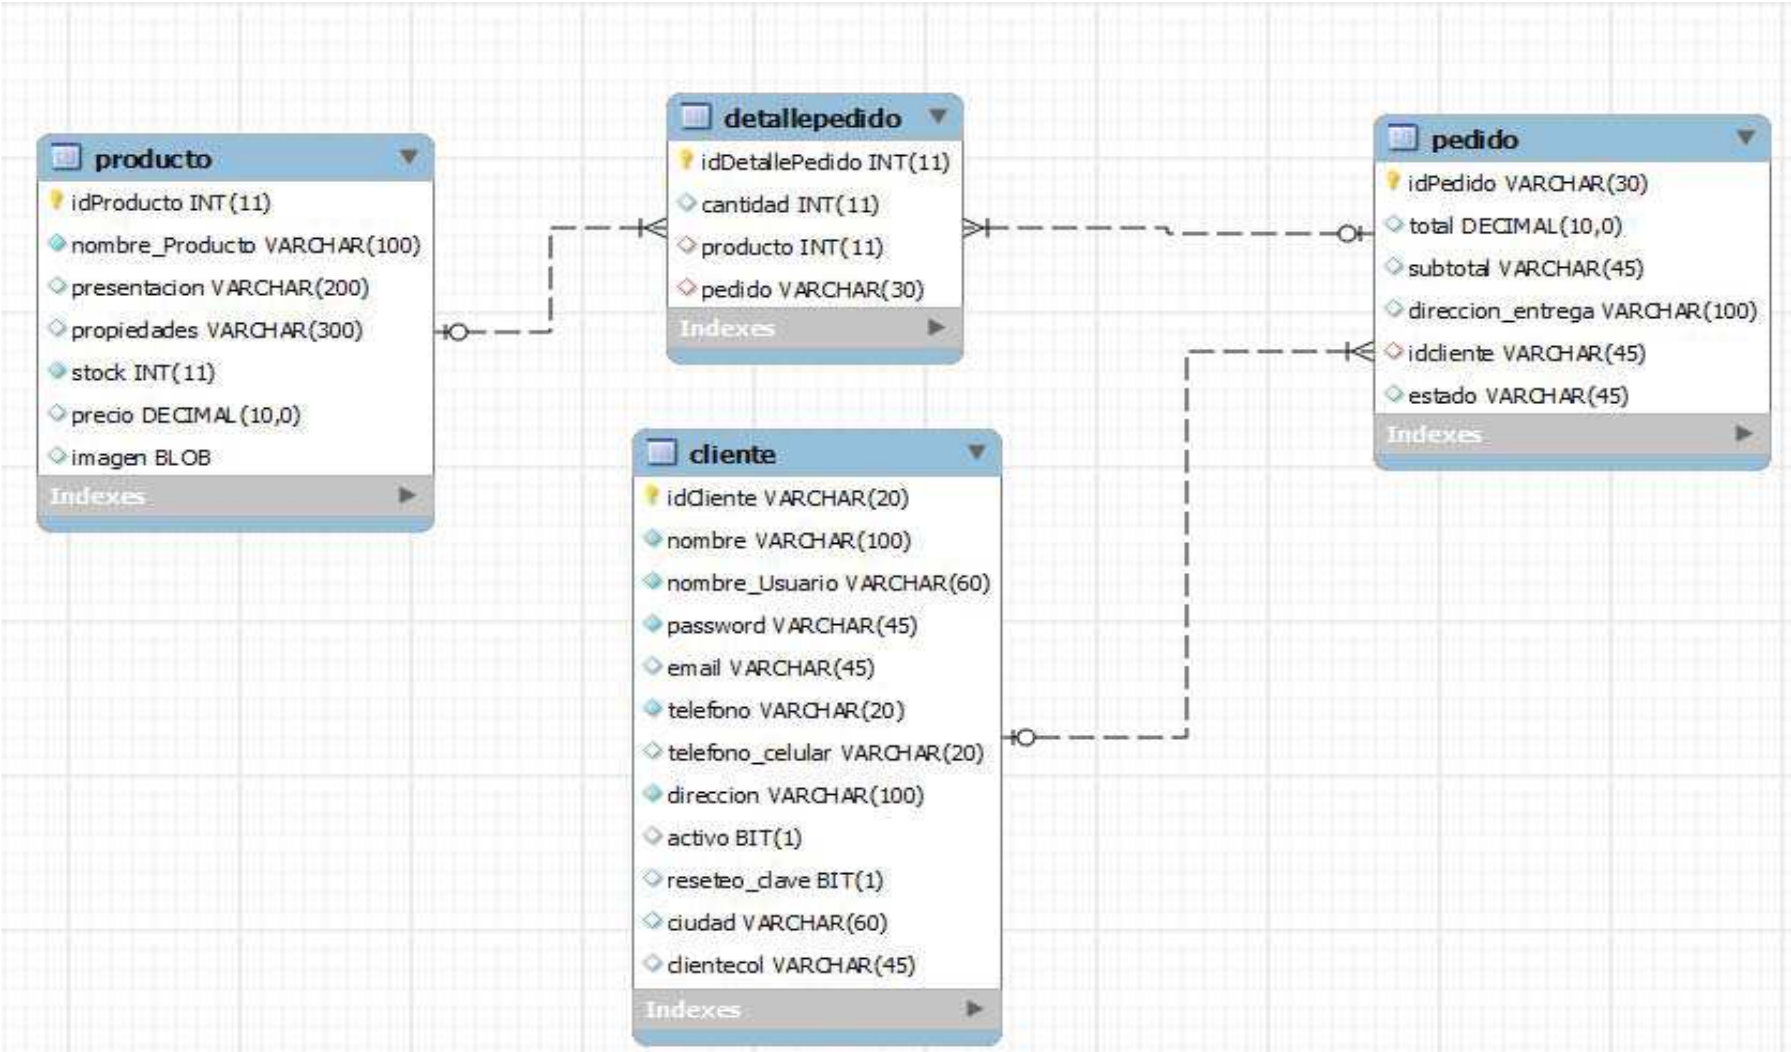 producto
idProducto INT(11)
nombre_Producto VARCHAR(100)
presentacion VARCHAR(200)
propiedades VARCHAR(300)
stock INT(11)
precio DECIMAL(10,0)
imagen BLOB
Indexes
detallepedido
idDetallePedido INT(11)
cantidad INT(11)
producto INT(11)
pedido VARCHAR(30)
Indexes
pedido
idPedido VARCHAR(30)
total DECIMAL(10,0)
subtotal VARCHAR(45)
direccion_entrega VARCHAR(100)
idcliente VARCHAR(45)
estado VARCHAR(45)
Indexes
cliente
idCliente VARCHAR(20)
nombre VARCHAR(100)
nombre_Usuario VARCHAR(60)
password VARCHAR(45)
email VARCHAR(45)
telefono VARCHAR(20)
telefono_celular VARCHAR(20)
direccion VARCHAR(100)
activo BIT(1)
reseteo_clave BIT(1)
ciudad VARCHAR(60)
clientecol VARCHAR(45)
Indexes